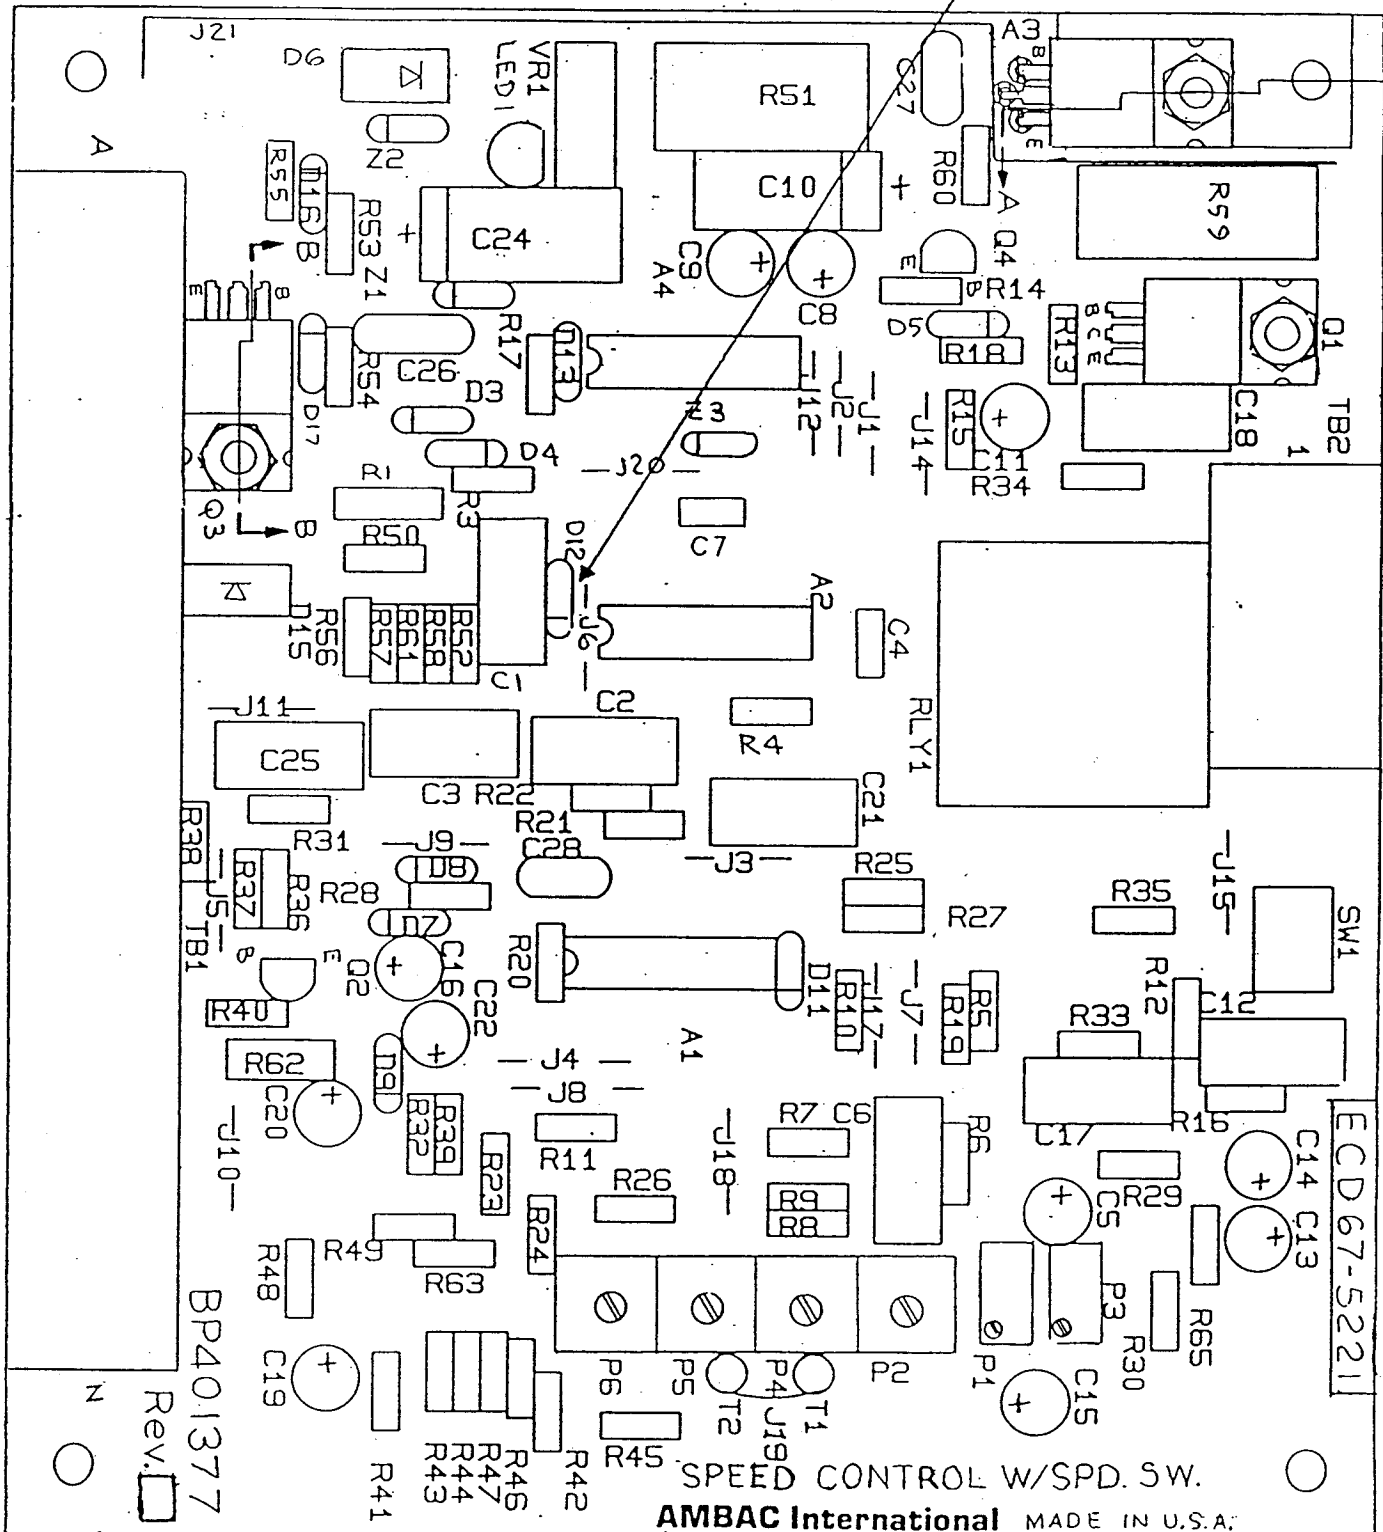 J21
A3
D6
VR1
LED1
R51
C27
B
E
A
Z2
R55
D16
R53
C10
+
R60
A
R59
B
Z1
+
C24
C9
+
A4
+
C8
Q4
E
B
R14
E
B
R17
D13
D5
R18
R13
B
C
E
Q1
D17
R54
C26
D3
J12
J2
J1
J14
R15
+
C11
C18
TB2
1
Z3
D4
J20
R34
R1
R3
Q3
B
R50
D12
C7
A2
D15
R56
R57
R61
R58
R52
J6
C4
C1
J11
C2
C25
R4
RLY1
C3
R22
C21
R31
R21
R38
J9
C28
J3
J5
R37
R36
R28
D8
R25
J15
R35
D7
R27
SW1
TB1
B
E
Q2
+
C16
R20
D11
R10
J17
J7
R19
R5
R12
C12
R40
C22
+
A1
R33
R62
D9
J4
J8
C20
+
J10
R32
R39
R11
R7
C6
R6
C17
R16
R23
J18
C14
+
R26
R9
R8
R29
+
C5
R24
C13
+
R49
R63
R48
ECD67-5221
P3
R65
R30
BP401377
C19
+
P6
P5
P4
P2
P1
+
C15
N
T2
T1
J19
Rev.
R41
R43
R44
R47
R46
R42
R45
SPEED CONTROL W/SPD. SW.
AMBAC International MADE IN U.S.A.